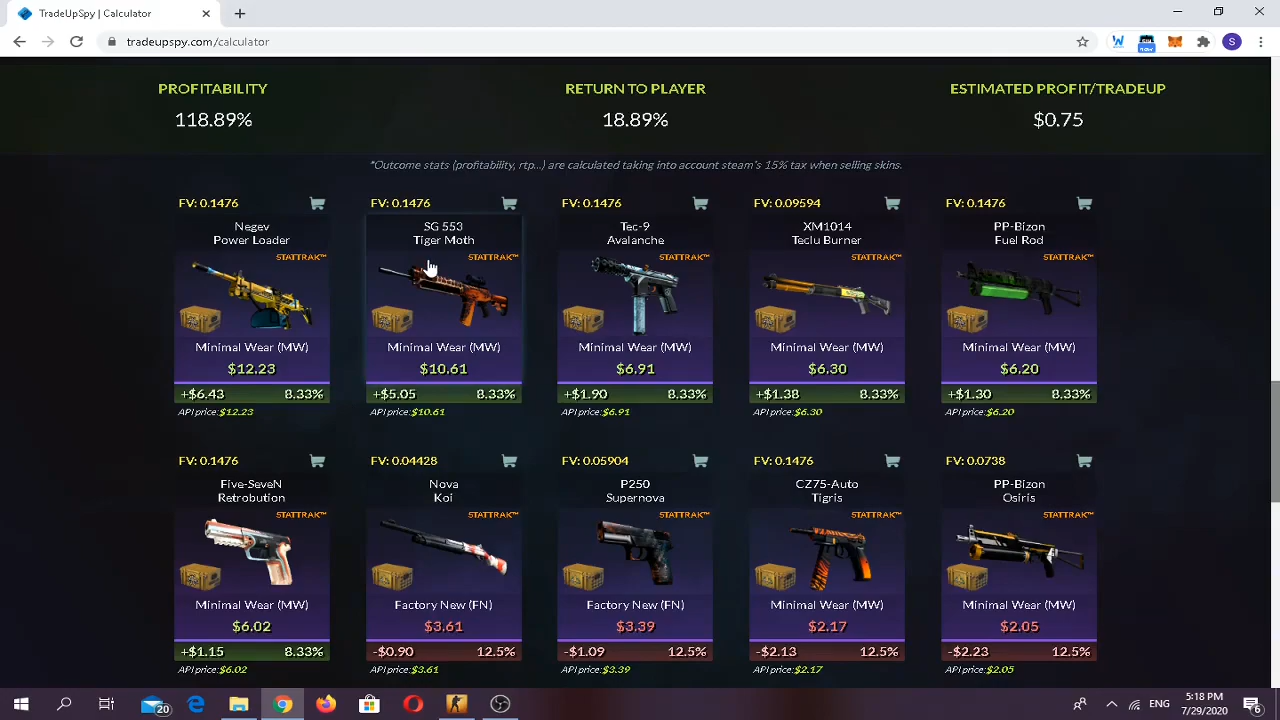 TradeUpSpy | Calculator
tradeupspy.com/calculator
PROFITABILITY
RETURN TO PLAYER
ESTIMATED PROFIT/TRADEUP
118.89%
18.89%
$0.75
*Outcome stats (profitability, rtp...) are calculated taking into account steam's 15% tax when selling skins.
FV: 0.1476
FV: 0.1476
FV: 0.1476
FV: 0.09594
FV: 0.1476
Negev
Power Loader
STATTRAK™
Minimal Wear (MW)
$12.23
+$6.43 8.33%
API price:$12.23
SG 553
Tiger Moth
STATTRAK™
Minimal Wear (MW)
$10.61
+$5.05 8.33%
API price:$10.61
Tec-9
Avalanche
STATTRAK™
Minimal Wear (MW)
$6.91
+$1.90 8.33%
API price:$6.91
XM1014
Teclu Burner
STATTRAK™
Minimal Wear (MW)
$6.30
+$1.38 8.33%
API price:$6.30
PP-Bizon
Fuel Rod
STATTRAK™
Minimal Wear (MW)
$6.20
+$1.30 8.33%
API price:$6.20
FV: 0.1476
FV: 0.04428
FV: 0.05904
FV: 0.1476
FV: 0.0738
Five-SeveN
Retrobution
STATTRAK™
Minimal Wear (MW)
$6.02
+$1.15 8.33%
API price:$6.02
Nova
Koi
STATTRAK™
Factory New (FN)
$3.61
-$0.90 12.5%
API price:$3.61
P250
Supernova
STATTRAK™
Factory New (FN)
$3.39
-$1.09 12.5%
API price:$3.39
CZ75-Auto
Tigris
STATTRAK™
Minimal Wear (MW)
$2.17
-$2.13 12.5%
API price:$2.17
PP-Bizon
Osiris
STATTRAK™
Minimal Wear (MW)
$2.05
-$2.23 12.5%
API price:$2.05
20
ENG
5:18 PM
7/29/2020
6